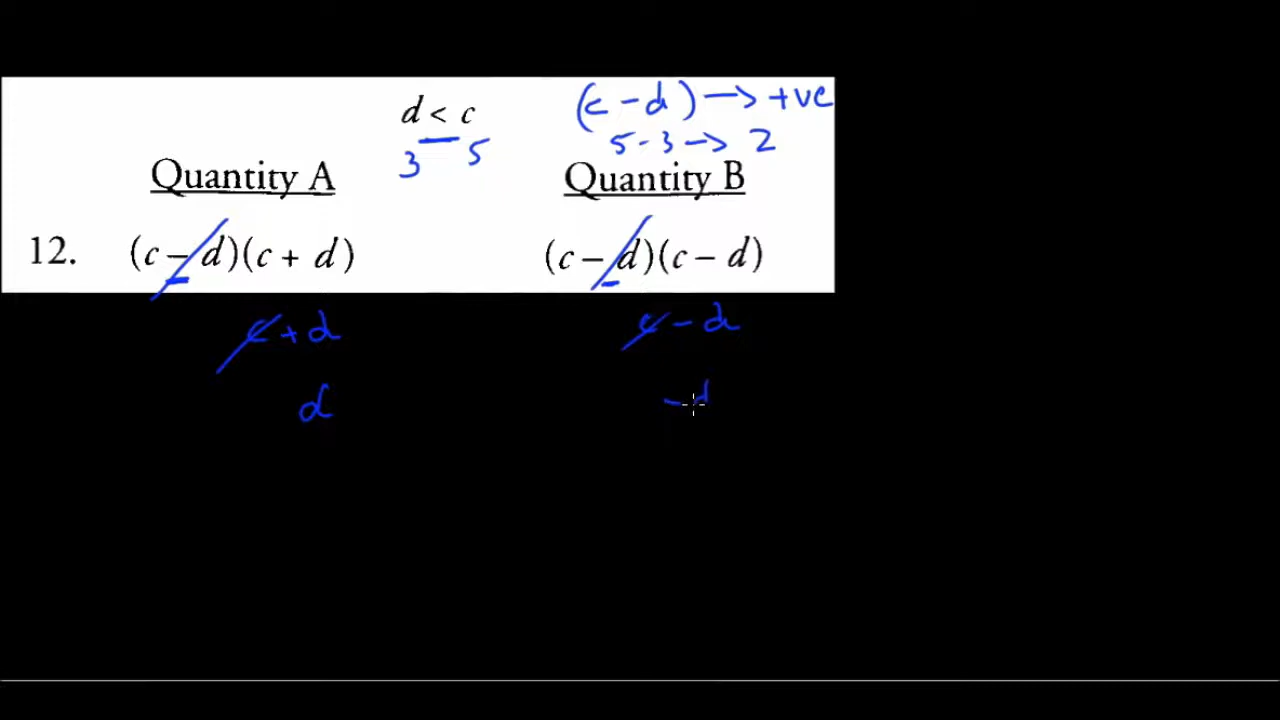 d < c
(c - d) → +ve
3 5
5 - 3 → 2
Quantity A
Quantity B
12. (c – d)(c + d)
(c – d)(c – d)
c + d
c - d
d
- d